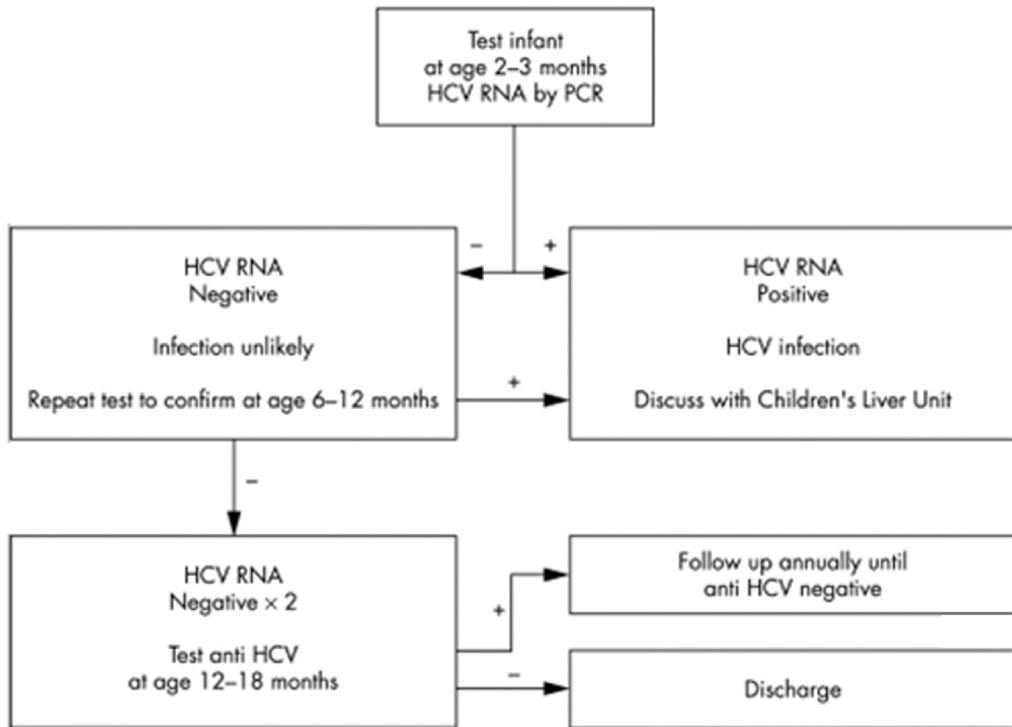 Test infant
at age 2–3 months
HCV RNA by PCR
–
+
HCV RNA
Negative
Infection unlikely
Repeat test to confirm at age 6–12 months
HCV RNA
Positive
HCV infection
Discuss with Children's Liver Unit
+
–
HCV RNA
Negative × 2
Test anti HCV
at age 12–18 months
+
Follow up annually until
anti HCV negative
–
Discharge